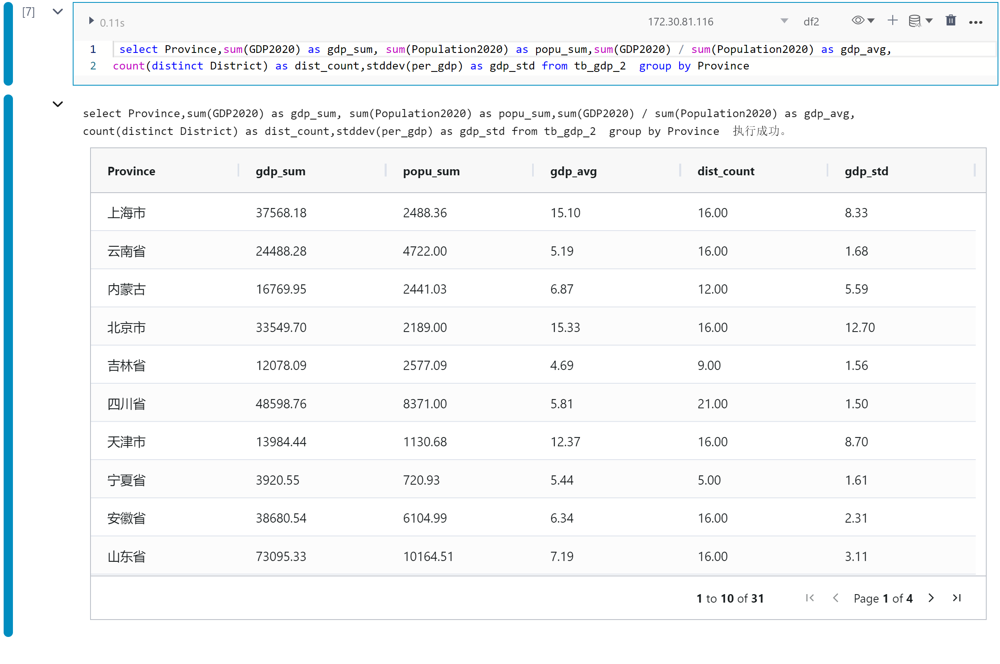 [7]
0.11s 172.30.81.116 df2
1 select Province,sum(GDP2020) as gdp_sum, sum(Population2020) as popu_sum,sum(GDP2020) / sum(Population2020) as gdp_avg,
2 count(distinct District) as dist_count,stddev(per_gdp) as gdp_std from tb_gdp_2  group by Province
select Province,sum(GDP2020) as gdp_sum, sum(Population2020) as popu_sum,sum(GDP2020) / sum(Population2020) as gdp_avg,
count(distinct District) as dist_count,stddev(per_gdp) as gdp_std from tb_gdp_2  group by Province  执行成功。
Province gdp_sum popu_sum gdp_avg dist_count gdp_std
上海市 37568.18 2488.36 15.10 16.00 8.33
云南省 24488.28 4722.00 5.19 16.00 1.68
内蒙古 16769.95 2441.03 6.87 12.00 5.59
北京市 33549.70 2189.00 15.33 16.00 12.70
吉林省 12078.09 2577.09 4.69 9.00 1.56
四川省 48598.76 8371.00 5.81 21.00 1.50
天津市 13984.44 1130.68 12.37 16.00 8.70
宁夏省 3920.55 720.93 5.44 5.00 1.61
安徽省 38680.54 6104.99 6.34 16.00 2.31
山东省 73095.33 10164.51 7.19 16.00 3.11
1 to 10 of 31 Page 1 of 4